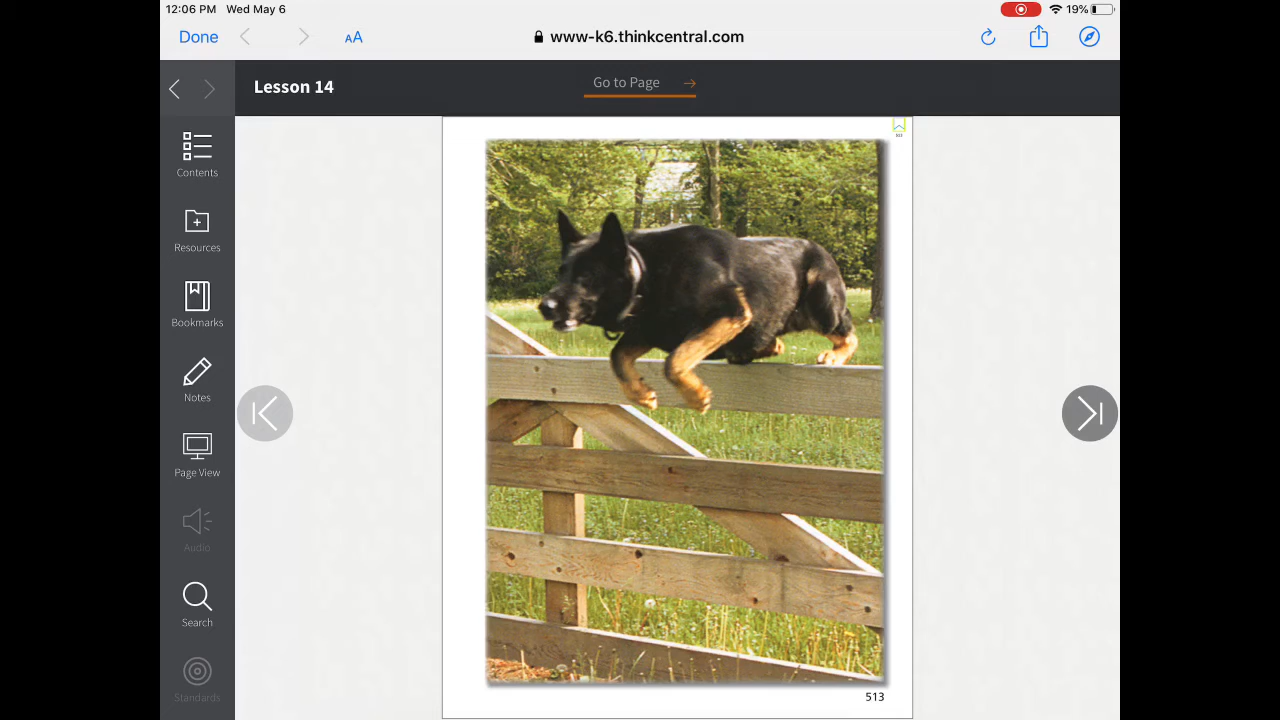 12:06 PM Wed May 6
19%
Done
AA
www-k6.thinkcentral.com
Lesson 14
Go to Page
Contents
Resources
Bookmarks
Notes
Page View
Audio
Search
Standards
513